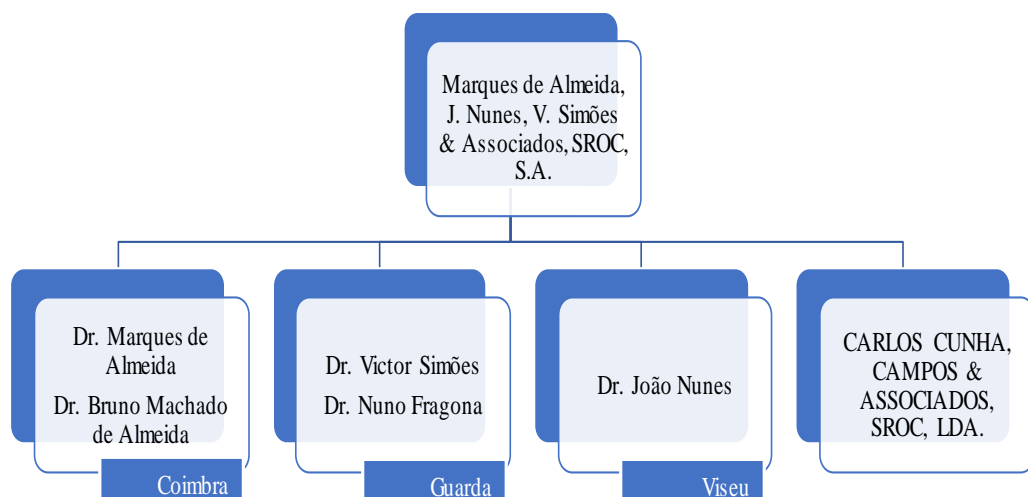 Marques de Almeida,
J. Nunes, V. Simões
& Associados, SROC,
S.A.
Dr. Marques de
Almeida
Dr. Bruno Machado
de Almeida
Coimbra
Dr. Victor Simões
Dr. Nuno Fragona
Guarda
Dr. João Nunes
Viseu
CARLOS CUNHA,
CAMPOS &
ASSOCIADOS,
SROC, LDA.